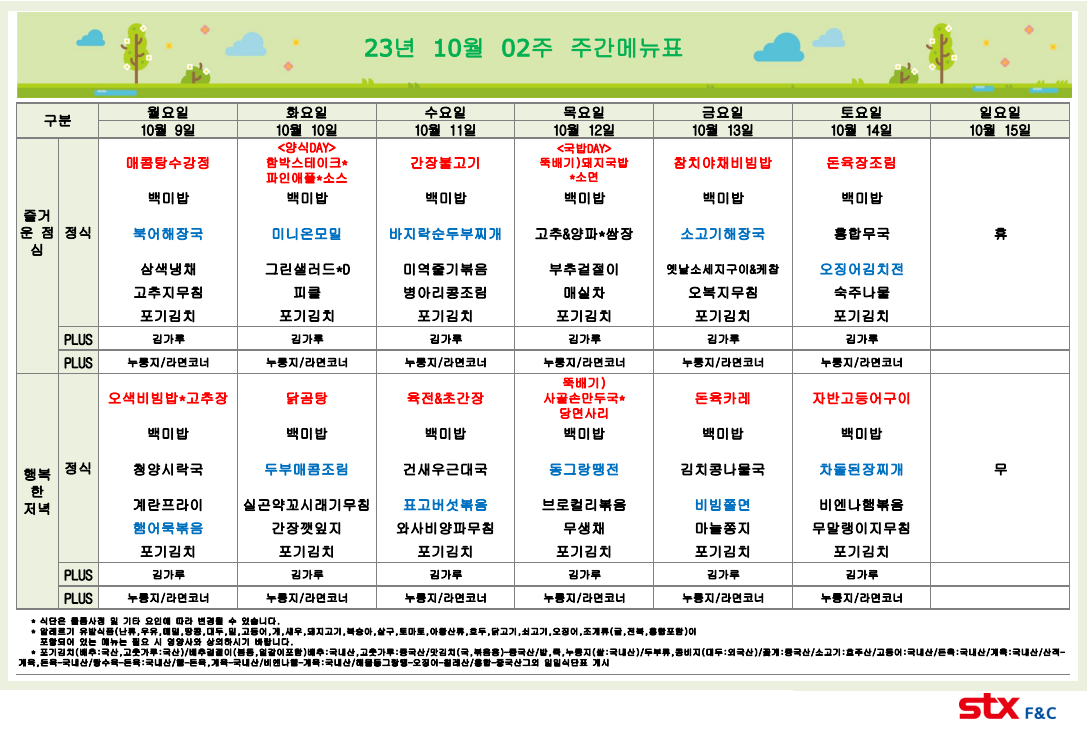 23년 10월 02주 주간메뉴표
구분 월요일 화요일 수요일 목요일 금요일 토요일 일요일
10월 9일 10월 10일 10월 11일 10월 12일 10월 13일 10월 14일 10월 15일
즐거운 점심 정식
매콤탕수강정 <양식DAY> 함박스테이크* 파인애플*소스 간장불고기 <국밥DAY> 뚝배기)돼지국밥 *소면 참치야채비빔밥 돈육장조림
백미밥 백미밥 백미밥 백미밥 백미밥 백미밥
북어해장국 미니온모밀 바지락순두부찌개 고추&양파*쌈장 소고기해장국 홍합무국 휴
삼색냉채 그린샐러드*D 미역줄기볶음 부추겉절이 옛날소세지구이&케찹 오징어김치전
고추지무침 피클 병아리콩조림 매실차 오복지무침 숙주나물
포기김치 포기김치 포기김치 포기김치 포기김치 포기김치
PLUS 김가루 김가루 김가루 김가루 김가루 김가루
PLUS 누룽지/라면코너 누룽지/라면코너 누룽지/라면코너 누룽지/라면코너 누룽지/라면코너 누룽지/라면코너
행복한 저녁 정식
오색비빔밥*고추장 닭곰탕 육전&초간장 뚝배기) 사골손만두국* 당면사리 돈육카레 자반고등어구이
백미밥 백미밥 백미밥 백미밥 백미밥 백미밥
청양시락국 두부매콤조림 건새우근대국 동그랑땡전 김치콩나물국 차돌된장찌개 무
계란프라이 실곤약꼬시래기무침 표고버섯볶음 브로컬리볶음 비빔쫄면 비엔나햄볶음
햄어묵볶음 간장깻잎지 와사비양파무침 무생채 마늘쫑지 무말랭이지무침
포기김치 포기김치 포기김치 포기김치 포기김치 포기김치
PLUS 김가루 김가루 김가루 김가루 김가루 김가루
PLUS 누룽지/라면코너 누룽지/라면코너 누룽지/라면코너 누룽지/라면코너 누룽지/라면코너 누룽지/라면코너
* 식단은 물품사정 및 기타 요인에 따라 변경될 수 있습니다.
* 알레르기 유발식품(난류,우유,메밀,땅콩,대두,밀,고등어,게,새우,돼지고기,복숭아,살구,토마토,아황산류,호두,닭고기,쇠고기,오징어,조개류(굴,전복,홍합포함)이
포함되어 있는 메뉴는 필요 시 영양사와 상의하시기 바랍니다.
* 포기김치(배추:국산,고춧가루:국산)/배추겉절이(봄동,얼갈이포함)배추:국내산,고춧가루:중국산/맛김치(국,볶음용)-중국산/밥,죽,누룽지(쌀:국내산)/두부류,콩비지(대두:외국산)/꽃게:중국산/소고기:호주산/고등어:국내산/돈육:국내산/계육:국내산/산적-
계육,돈육-국내산/탕수육-돈육:국내산/햄-돈육,계육-국내산/비엔나햄-계육:국내산/해물동그랑땡-오징어-칠레산/홍합-중국산그외 일일식단표 게시
stx F&C